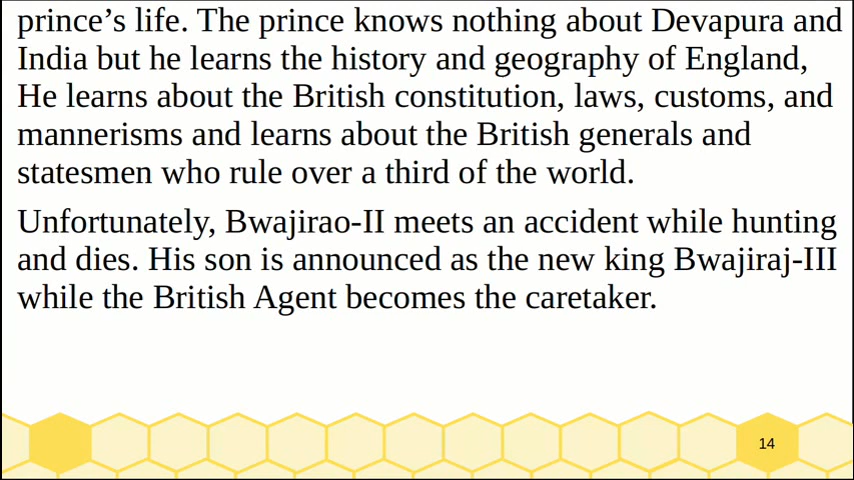 prince’s life. The prince knows nothing about Devapura and
India but he learns the history and geography of England,
He learns about the British constitution, laws, customs, and
mannerisms and learns about the British generals and
statesmen who rule over a third of the world.
Unfortunately, Bwajirao-II meets an accident while hunting
and dies. His son is announced as the new king Bwajiraj-III
while the British Agent becomes the caretaker.
14